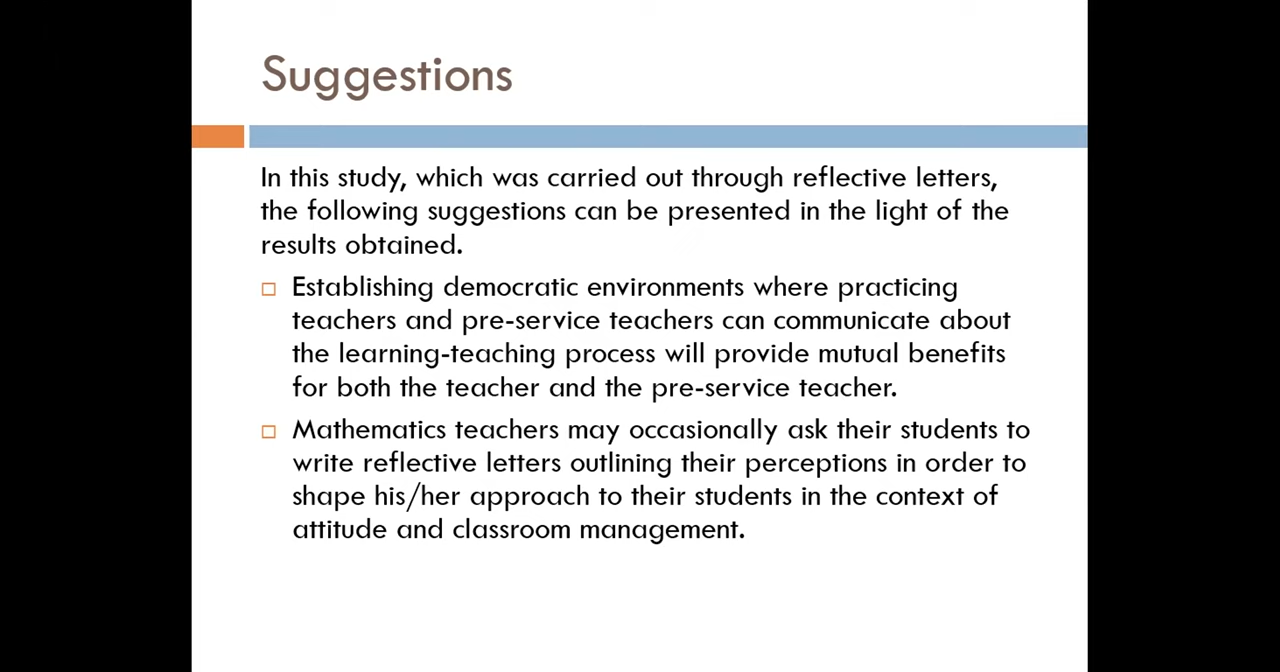 Suggestions
In this study, which was carried out through reflective letters,
the following suggestions can be presented in the light of the
results obtained.
Establishing democratic environments where practicing
teachers and pre-service teachers can communicate about
the learning-teaching process will provide mutual benefits
for both the teacher and the pre-service teacher.
Mathematics teachers may occasionally ask their students to
write reflective letters outlining their perceptions in order to
shape his/her approach to their students in the context of
attitude and classroom management.